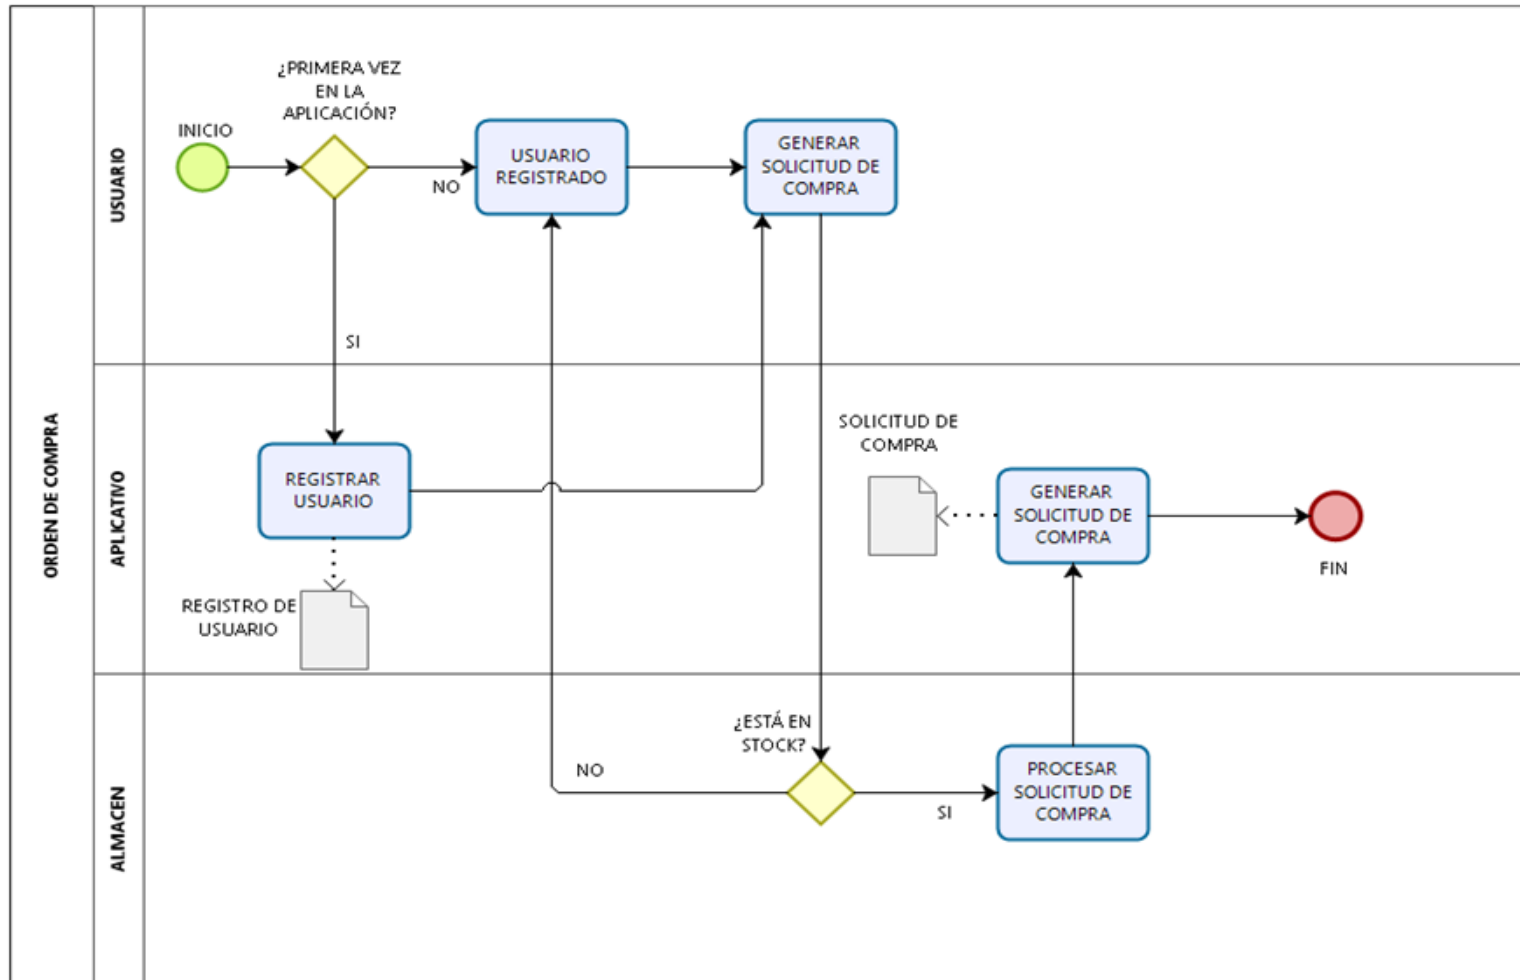 ORDEN DE COMPRA
USUARIO
INICIO
¿PRIMERA VEZ
EN LA
APLICACIÓN?
NO
SI
USUARIO
REGISTRADO
GENERAR
SOLICITUD DE
COMPRA
APLICATIVO
REGISTRAR
USUARIO
REGISTRO DE
USUARIO
SOLICITUD DE
COMPRA
GENERAR
SOLICITUD DE
COMPRA
FIN
ALMACEN
¿ESTÁ EN
STOCK?
NO
SI
PROCESAR
SOLICITUD DE
COMPRA